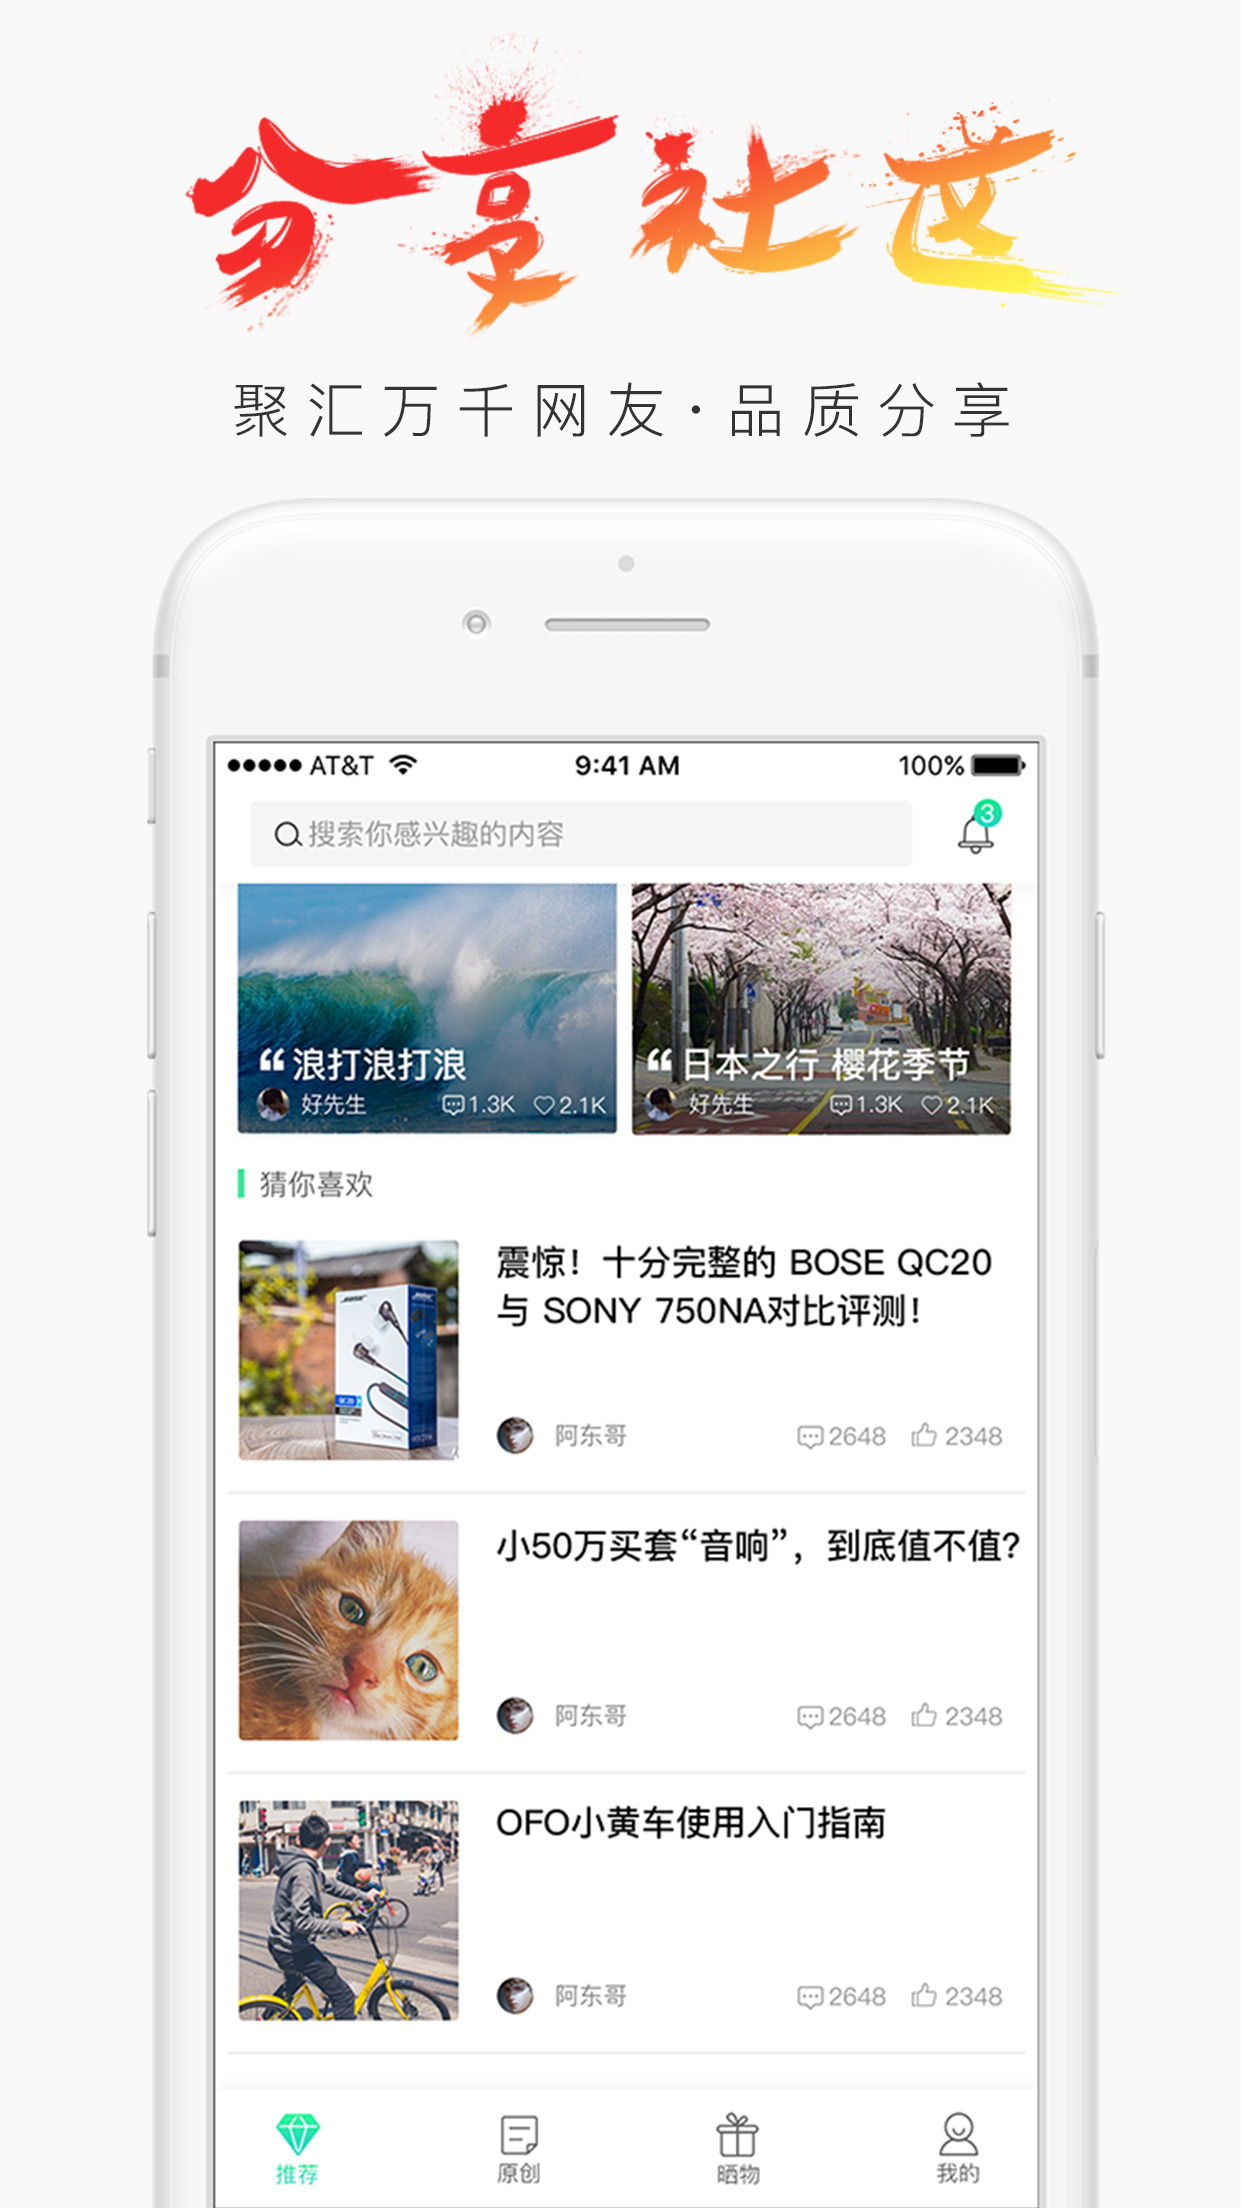 分享社区
聚汇万千网友·品质分享
AT&T 9:41 AM 100%
搜索你感兴趣的内容
3
“浪打浪打浪
好先生 1.3K 2.1K
“日本之行 樱花季节
好先生 1.3K 2.1K
猜你喜欢
震惊！十分完整的 BOSE QC20
与 SONY 750NA对比评测！
BOSE
QC20
阿东哥 2648 2348
小50万买套“音响”，到底值不值？
阿东哥 2648 2348
OFO小黄车使用入门指南
阿东哥 2648 2348
推荐 原创 晒物 我的